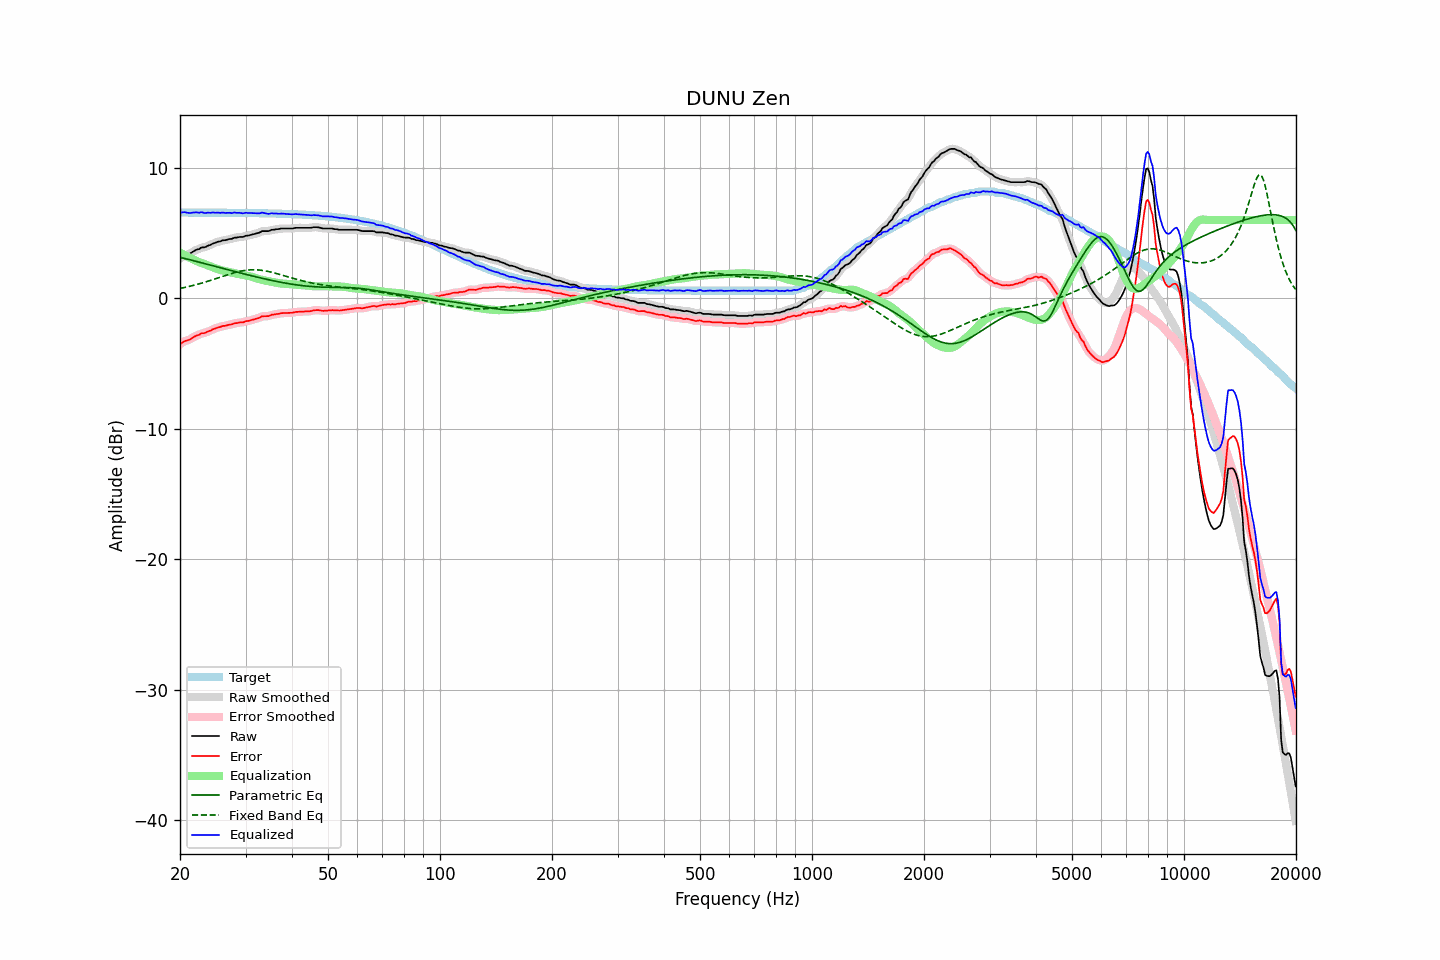 DUNU Zen
Amplitude (dBr)
10
0
−10
−20
−30
−40
Target
Raw Smoothed
Error Smoothed
Raw
Error
Equalization
Parametric Eq
Fixed Band Eq
Equalized
20 50 100 200 500 1000 2000 5000 10000 20000
Frequency (Hz)